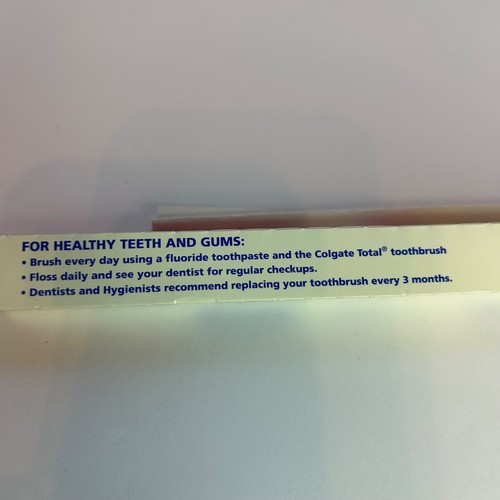 FOR HEALTHY TEETH AND GUMS:
• Brush every day using a fluoride toothpaste and the Colgate Total® toothbrush
• Floss daily and see your dentist for regular checkups.
• Dentists and Hygienists recommend replacing your toothbrush every 3 months.